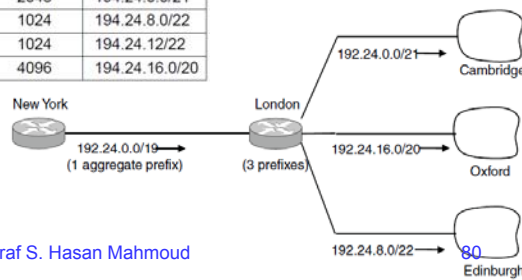 1024 194.24.8.0/22
1024 194.24.12/22
4096 194.24.16.0/20
192.24.0.0/21
Cambridge
New York
London
192.24.0.0/19
(1 aggregate prefix)
(3 prefixes)
192.24.16.0/20
Oxford
raf S. Hasan Mahmoud
192.24.8.0/22
80
Edinburgh